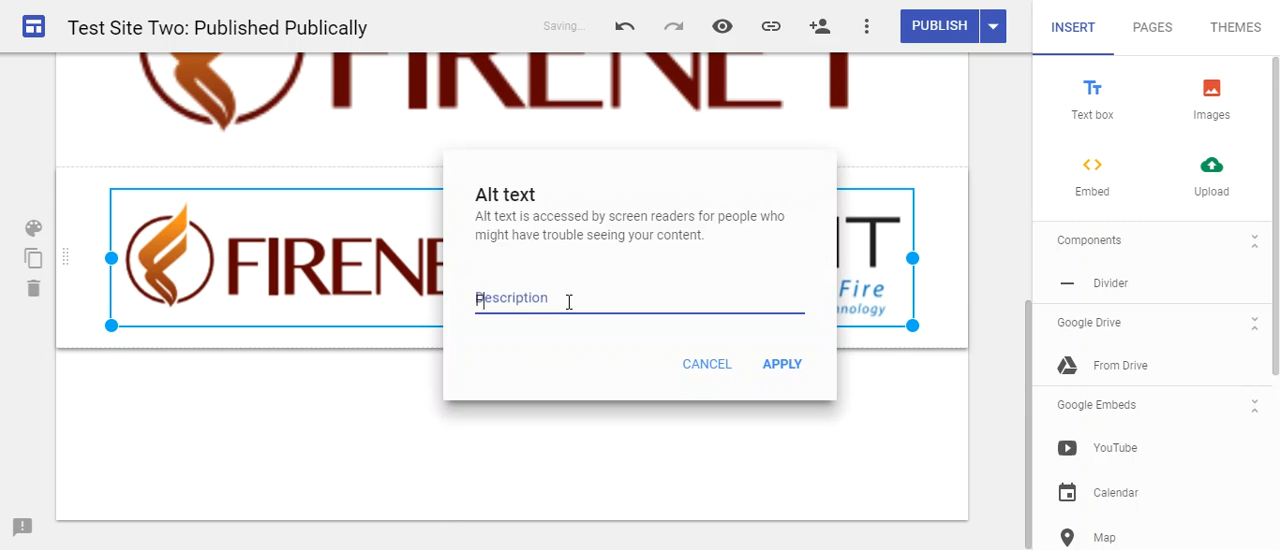 Test Site Two: Published Publically
Saving...
PUBLISH
INSERT
PAGES
THEMES
FIRENET
Text box
Images
Embed
Upload
Alt text
Alt text is accessed by screen readers for people who
might have trouble seeing your content.
Description
CANCEL
APPLY
FIRENE
IT
Fire
nology
Components
Divider
Google Drive
From Drive
Google Embeds
YouTube
Calendar
Map